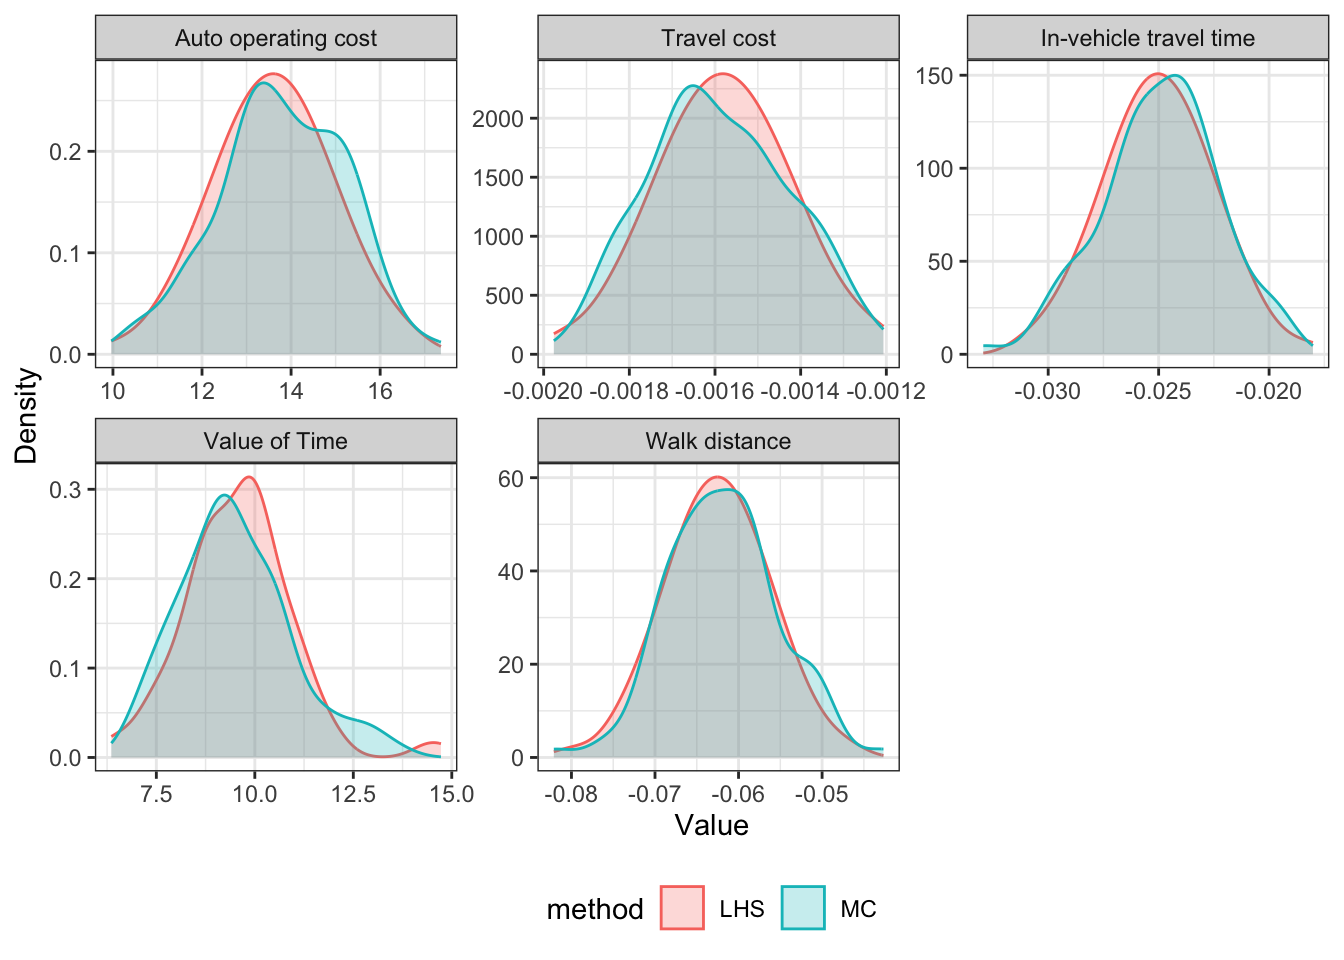 Auto operating cost
Travel cost
In-vehicle travel time
0.2
0.1
0.0
10 12 14 16
2000
1500
1000
500
0
-0.0020 -0.0018 -0.0016 -0.0014 -0.0012
150
100
50
0
-0.030 -0.025 -0.020
Density
Value of Time
Walk distance
0.3
0.2
0.1
0.0
7.5 10.0 12.5 15.0
60
40
20
0
-0.08 -0.07 -0.06 -0.05
Value
method LHS MC